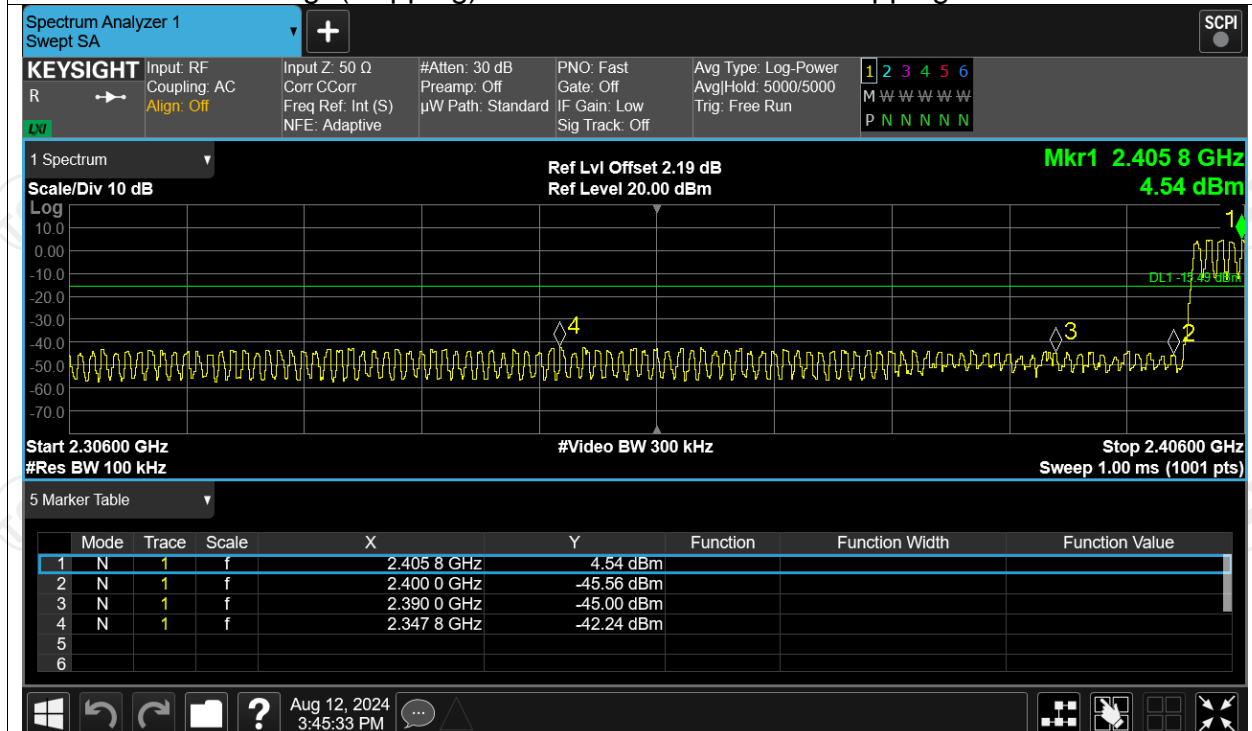 Spectrum Analyzer 1
Swept SA
+
SCPI
KEYSIGHT
R
LXI
Input: RF
Coupling: AC
Align: Off
Input Z: 50 Ω
Corr CCorr
Freq Ref: Int (S)
NFE: Adaptive
#Atten: 30 dB
Preamp: Off
µW Path: Standard
PNO: Fast
Gate: Off
IF Gain: Low
Sig Track: Off
Avg Type: Log-Power
Avg|Hold: 5000/5000
Trig: Free Run
1 2 3 4 5 6
M W W W W W
P N N N N N
1 Spectrum
Scale/Div 10 dB
Ref Lvl Offset 2.19 dB
Ref Level 20.00 dBm
Mkr1 2.405 8 GHz
4.54 dBm
Log
10.0
0.00
-10.0
-20.0
-30.0
-40.0
-50.0
-60.0
-70.0
1
DL1 -15.49 dBm
4
3
2
Start 2.30600 GHz
#Video BW 300 kHz
Stop 2.40600 GHz
#Res BW 100 kHz
Sweep 1.00 ms (1001 pts)
5 Marker Table
Mode Trace Scale X Y Function Function Width Function Value
1 N 1 f 2.405 8 GHz 4.54 dBm
2 N 1 f 2.400 0 GHz -45.56 dBm
3 N 1 f 2.390 0 GHz -45.00 dBm
4 N 1 f 2.347 8 GHz -42.24 dBm
5
6
?
Aug 12, 2024
3:45:33 PM